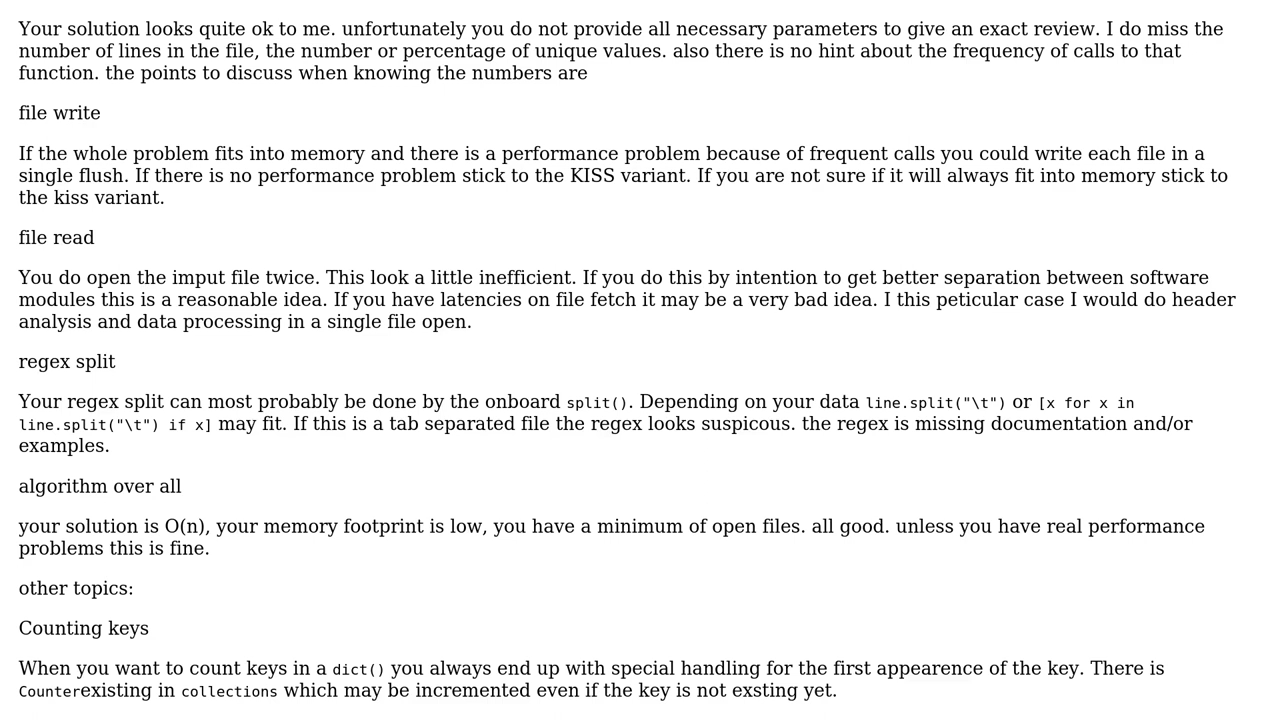 Your solution looks quite ok to me. unfortunately you do not provide all necessary parameters to give an exact review. I do miss the
number of lines in the file, the number or percentage of unique values. also there is no hint about the frequency of calls to that
function. the points to discuss when knowing the numbers are
file write
If the whole problem fits into memory and there is a performance problem because of frequent calls you could write each file in a
single flush. If there is no performance problem stick to the KISS variant. If you are not sure if it will always fit into memory stick to
the kiss variant.
file read
You do open the imput file twice. This look a little inefficient. If you do this by intention to get better separation between software
modules this is a reasonable idea. If you have latencies on file fetch it may be a very bad idea. I this peticular case I would do header
analysis and data processing in a single file open.
regex split
Your regex split can most probably be done by the onboard split(). Depending on your data line.split("\t") or [x for x in
line.split("\t") if x] may fit. If this is a tab separated file the regex looks suspicous. the regex is missing documentation and/or
examples.
algorithm over all
your solution is O(n), your memory footprint is low, you have a minimum of open files. all good. unless you have real performance
problems this is fine.
other topics:
Counting keys
When you want to count keys in a dict() you always end up with special handling for the first appearence of the key. There is
Counterexisting in collections which may be incremented even if the key is not exsting yet.